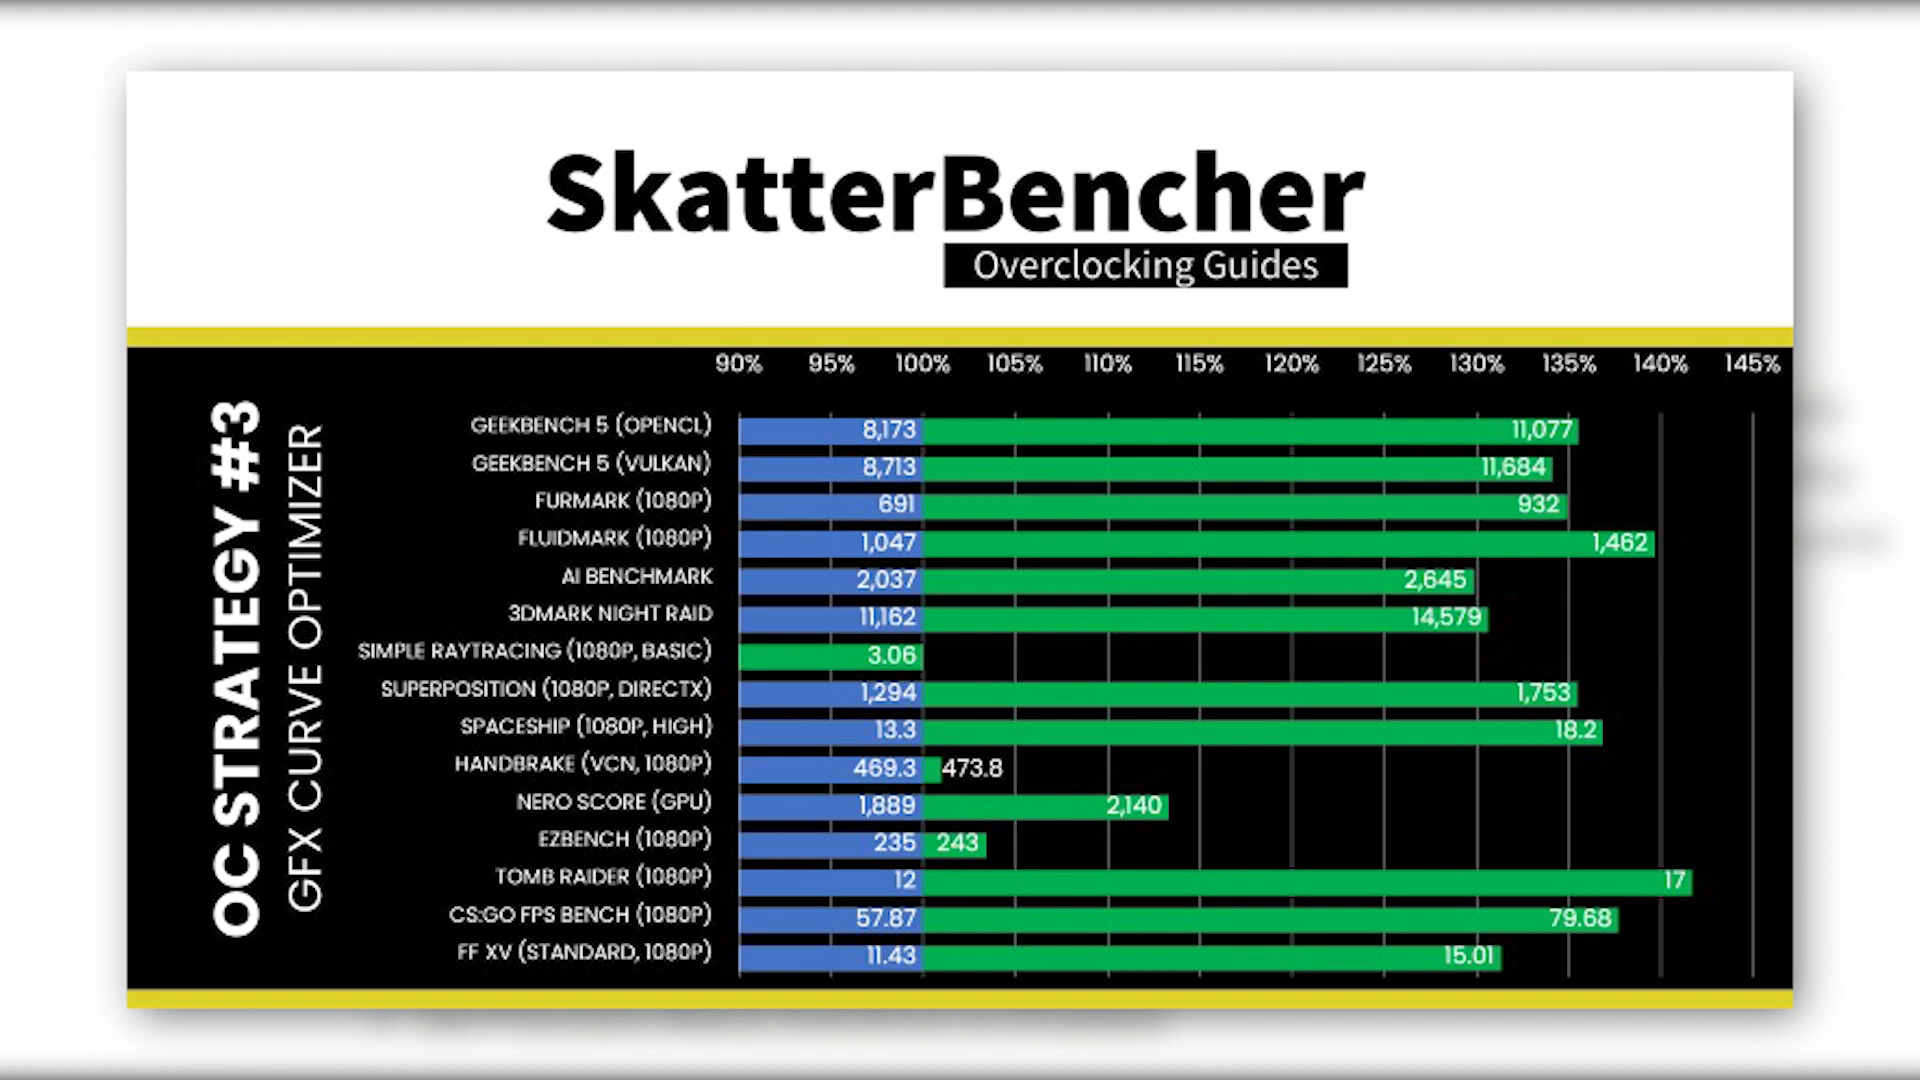 SkatterBencher
Overclocking Guides
OC STRATEGY #3
GFX CURVE OPTIMIZER
90% 95% 100% 105% 110% 115% 120% 125% 130% 135% 140% 145%
GEEKBENCH 5 (OPENCL) 8,173 11,077
GEEKBENCH 5 (VULKAN) 8,713 11,684
FURMARK (1080P) 691 932
FLUIDMARK (1080P) 1,047 1,462
AI BENCHMARK 2,037 2,645
3DMARK NIGHT RAID 11,162 14,579
SIMPLE RAYTRACING (1080P, BASIC) 3.06
SUPERPOSITION (1080P, DIRECTX) 1,294 1,753
SPACESHIP (1080P, HIGH) 13.3 18.2
HANDBRAKE (VCN, 1080P) 469.3 473.8
NERO SCORE (GPU) 1,889 2,140
EZBENCH (1080P) 235 243
TOMB RAIDER (1080P) 12 17
CS:GO FPS BENCH (1080P) 57.87 79.68
FF XV (STANDARD, 1080P) 11.43 15.01